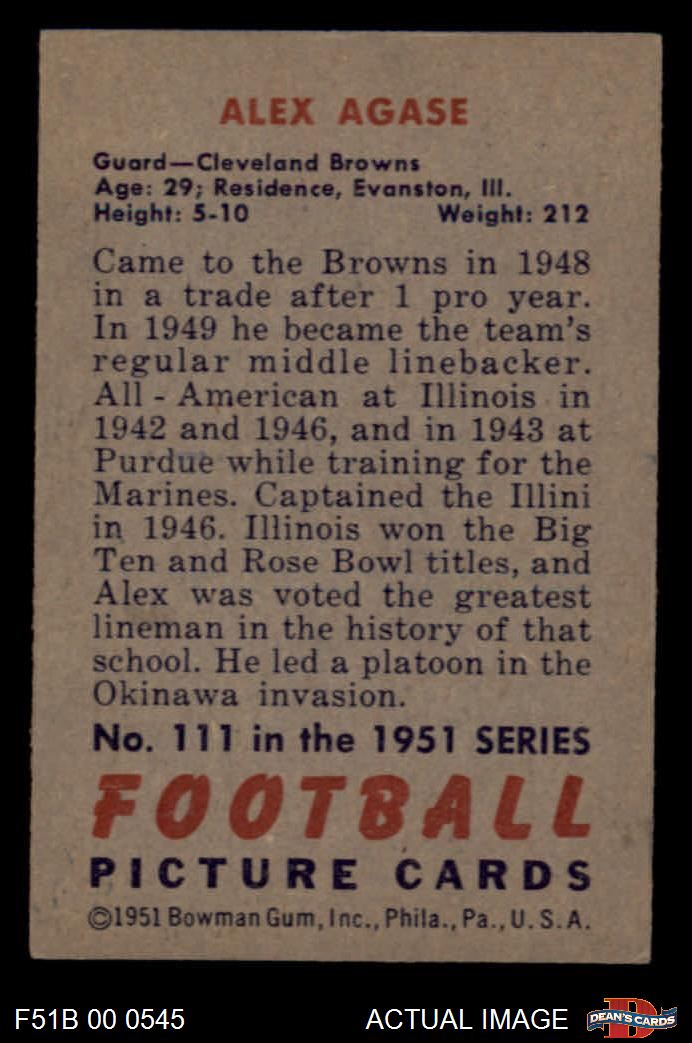 ALEX AGASE
Guard—Cleveland Browns
Age: 29; Residence, Evanston, Ill.
Height: 5-10 Weight: 212
Came to the Browns in 1948
in a trade after 1 pro year.
In 1949 he became the team's
regular middle linebacker.
All - American at Illinois in
1942 and 1946, and in 1943 at
Purdue while training for the
Marines. Captained the Illini
in 1946. Illinois won the Big
Ten and Rose Bowl titles, and
Alex was voted the greatest
lineman in the history of that
school. He led a platoon in the
Okinawa invasion.
No. 111 in the 1951 SERIES
FOOTBALL
PICTURE CARDS
©1951 Bowman Gum, Inc., Phila., Pa., U. S. A.
F51B 00 0545 ACTUAL IMAGE DEAN'S CARDS